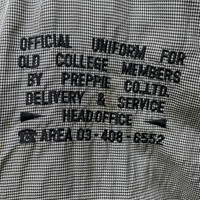 OFFICIAL UNIFORM FOR
OLD COLLEGE MEMBERS
BY PREPPIE CO.,LTD.
DELIVERY & SERVICE
HEAD OFFICE
☎ AREA 03-408-6552